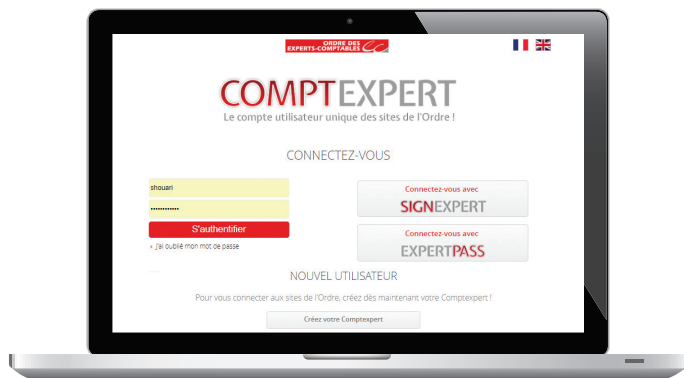 ORDRE DES
EXPERTS-COMPTABLES
COMPTEXPERT
Le compte utilisateur unique des sites de l'Ordre !
CONNECTEZ-VOUS
shouari
••••••••••••
S'authentifier
J'ai oublié mon mot de passe
Connectez-vous avec
SIGNEXPERT
Connectez-vous avec
EXPERTPASS
NOUVEL UTILISATEUR
Pour vous connecter aux sites de l'Ordre, créez dès maintenant votre Comptexpert !
Créez votre Comptexpert